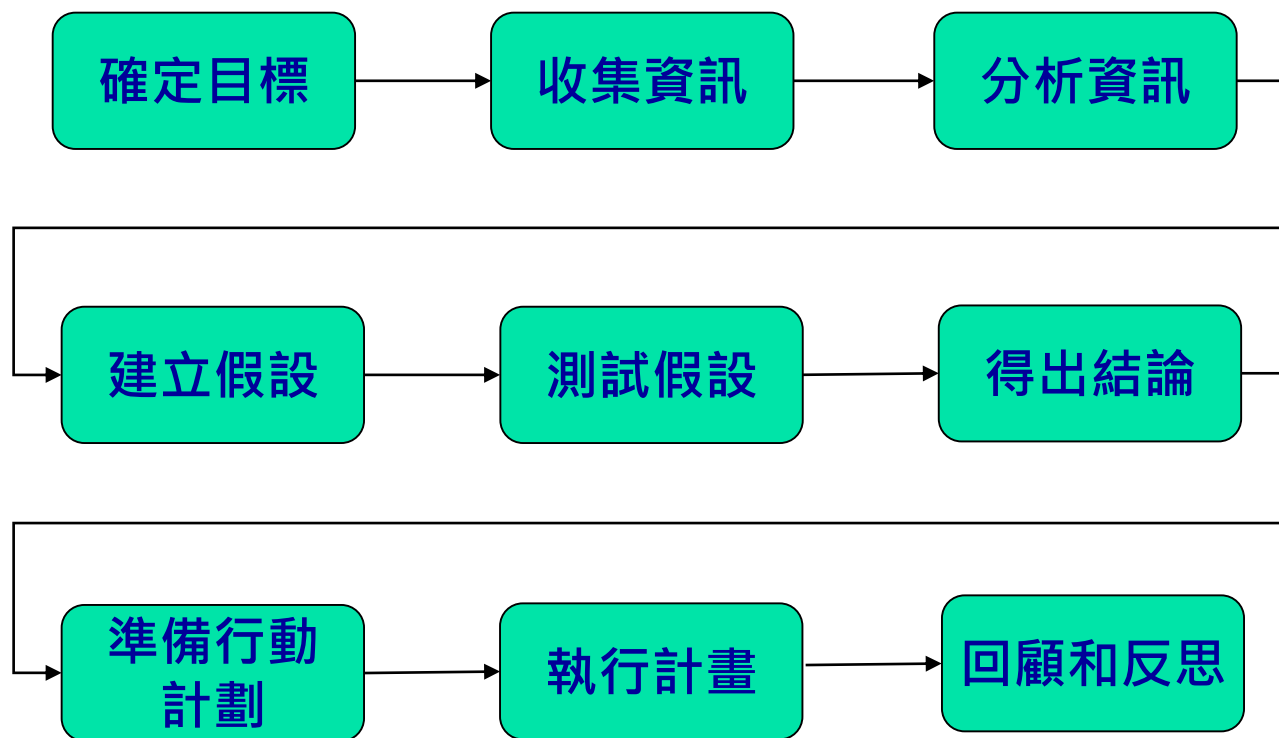 確定目標
收集資訊
分析資訊
建立假設
測試假設
得出結論
準備行動
計劃
執行計畫
回顧和反思